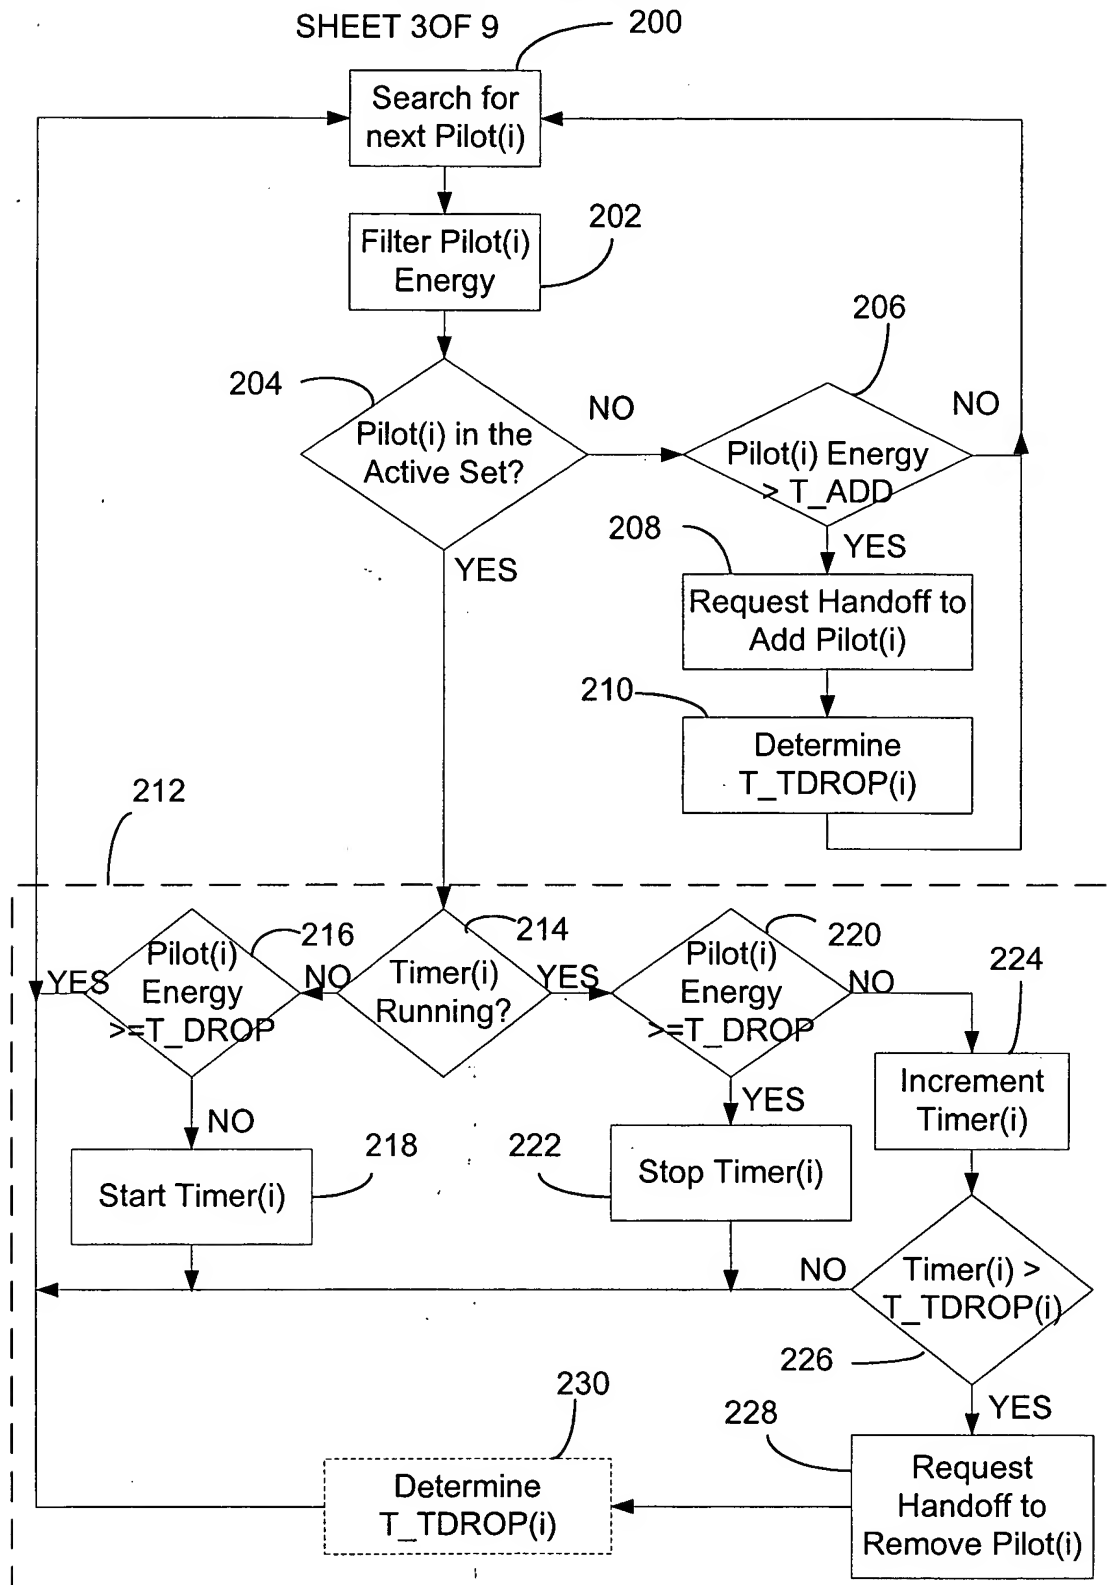 SHEET 3OF 9
200
Search for
next Pilot(i)
202
Filter Pilot(i)
Energy
204
Pilot(i) in the
Active Set?
NO
YES
206
Pilot(i) Energy
> T_ADD
NO
YES
208
Request Handoff to
Add Pilot(i)
210
Determine
T_TDROP(i)
212
214
Timer(i)
Running?
NO
YES
216
Pilot(i)
Energy
>=T_DROP
YES
NO
218
Start Timer(i)
220
Pilot(i)
Energy
>=T_DROP
NO
YES
222
Stop Timer(i)
224
Increment
Timer(i)
226
Timer(i) >
T_TDROP(i)
NO
YES
228
Request
Handoff to
Remove Pilot(i)
230
Determine
T_TDROP(i)